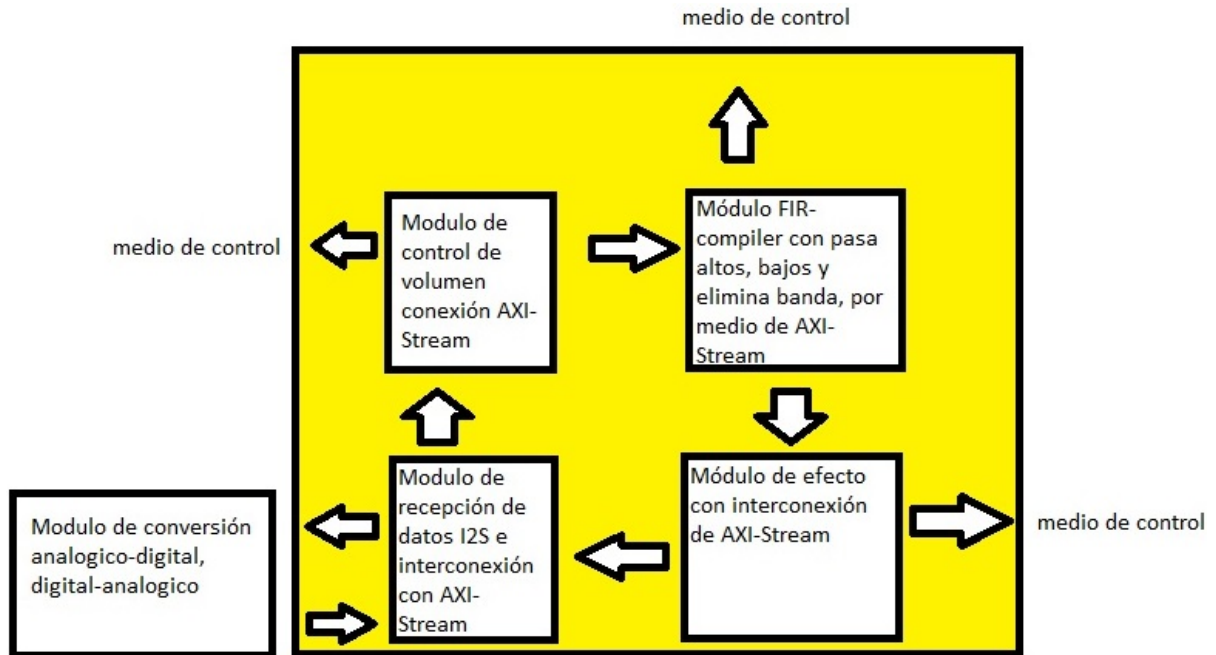 medio de control
medio de control
Modulo de
control de
volumen
conexión AXI-
Stream
Módulo FIR-
compiler con pasa
altos, bajos y
elimina banda, por
medio de AXI-
Stream
Modulo de conversión
analogico-digital,
digital-analogico
Modulo de
recepción de
datos I2S e
interconexión
con AXI-
Stream
Módulo de efecto
con interconexión
de AXI-Stream
medio de control